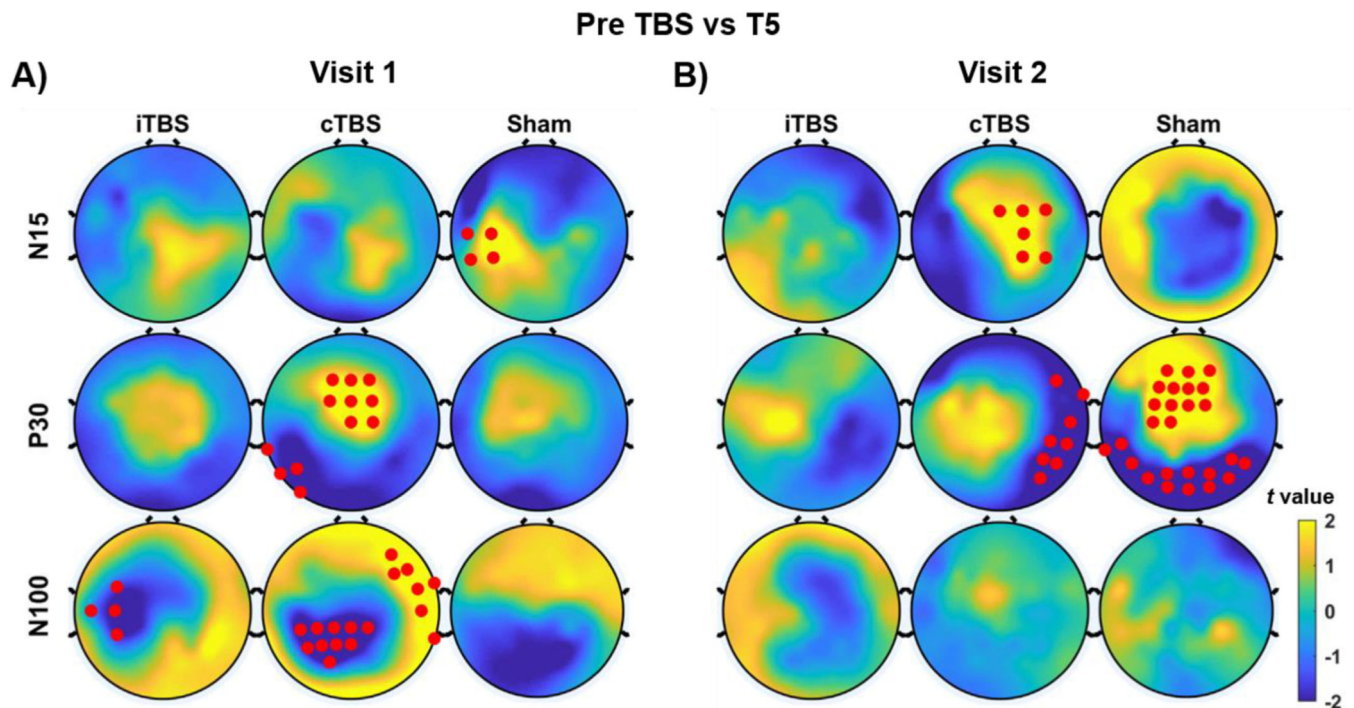 Pre TBS vs T5
A) Visit 1
B) Visit 2
iTBS cTBS Sham
iTBS cTBS Sham
N15
P30
N100
t value
2
1
0
-1
-2